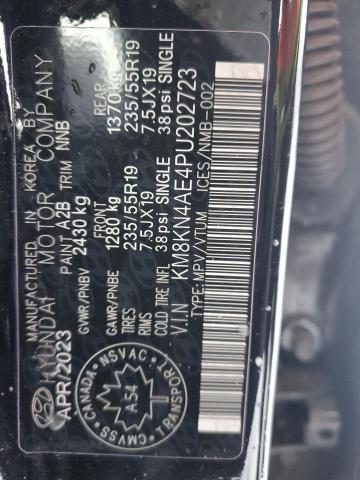 MANUFACTURED IN KOREA BY
HYUNDAI MOTOR COMPANY
APR/2023 PAINT A2B TRIM NNB
GVWR/PNBV 2430 kg
FRONT REAR
GAWR/PNBE 1280 kg 1370 kg
TIRES 235/55R19 235/55R19
RIMS 7.5JX19 7.5JX19
COLD TIRE INFL 38psi SINGLE 38psi SINGLE
V.I.N KM8KN4AE4PU202723
TYPE:MPV/VTUM ICES/NMB-002
CANADA
NSVAC
TRANSPORT
CMVSS
A 54